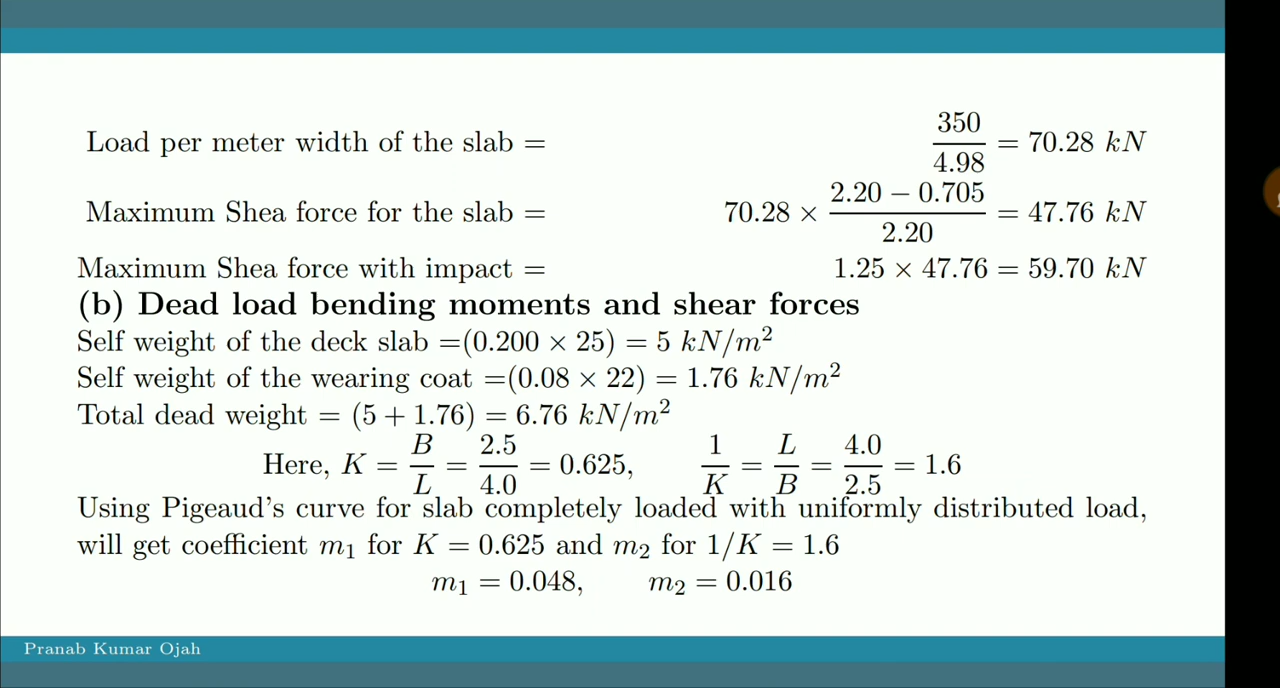 Load per meter width of the slab = 350/4.98 = 70.28 kN
Maximum Shea force for the slab = 70.28 × (2.20 − 0.705)/2.20 = 47.76 kN
Maximum Shea force with impact = 1.25 × 47.76 = 59.70 kN
(b) Dead load bending moments and shear forces
Self weight of the deck slab =(0.200 × 25) = 5 kN/m²
Self weight of the wearing coat =(0.08 × 22) = 1.76 kN/m²
Total dead weight = (5 + 1.76) = 6.76 kN/m²
Here, K = B/L = 2.5/4.0 = 0.625, 1/K = L/B = 4.0/2.5 = 1.6
Using Pigeaud's curve for slab completely loaded with uniformly distributed load,
will get coefficient m₁ for K = 0.625 and m₂ for 1/K = 1.6
m₁ = 0.048, m₂ = 0.016
Pranab Kumar Ojah